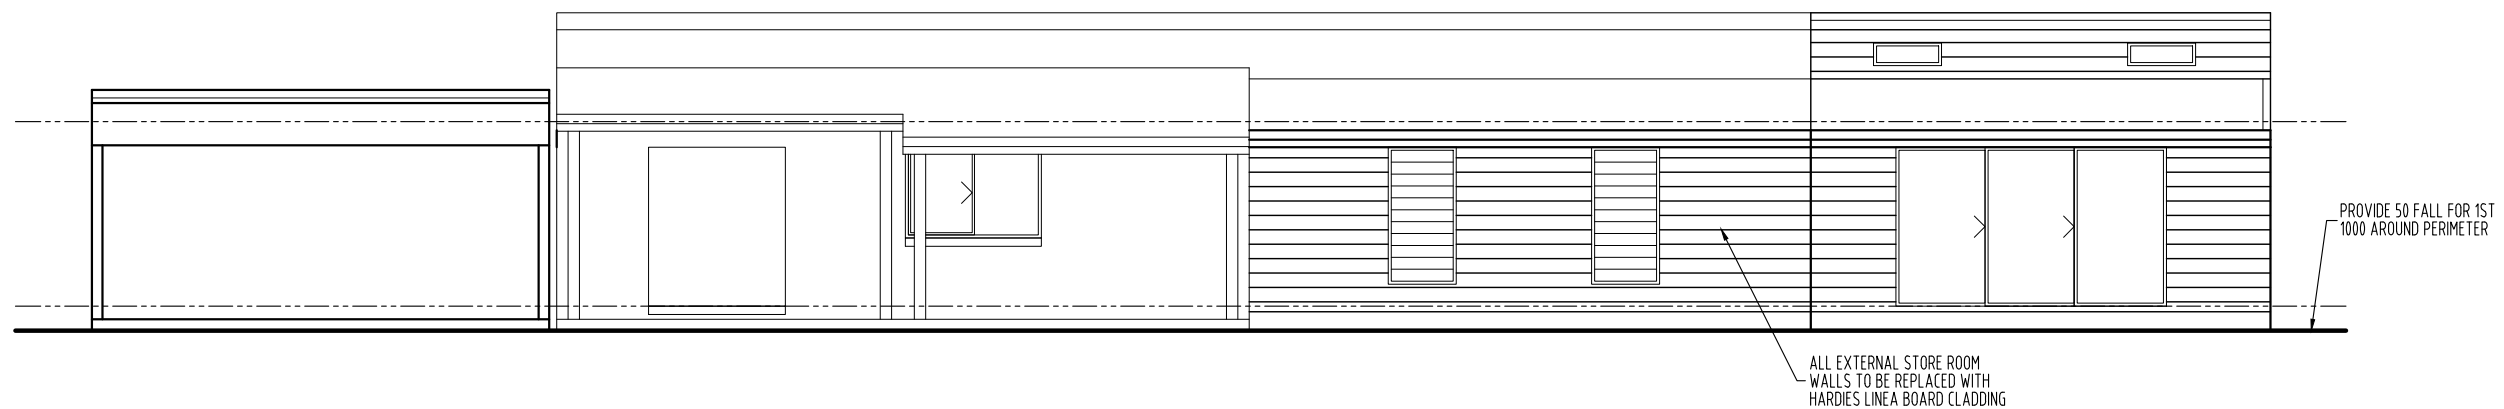 PROVIDE 50 FALL FOR 1ST
1000 AROUND PERIMETER
ALL EXTERNAL STORE ROOM
WALLS TO BE REPLACED WITH
HARDIES LINEA BOARD CLADDING